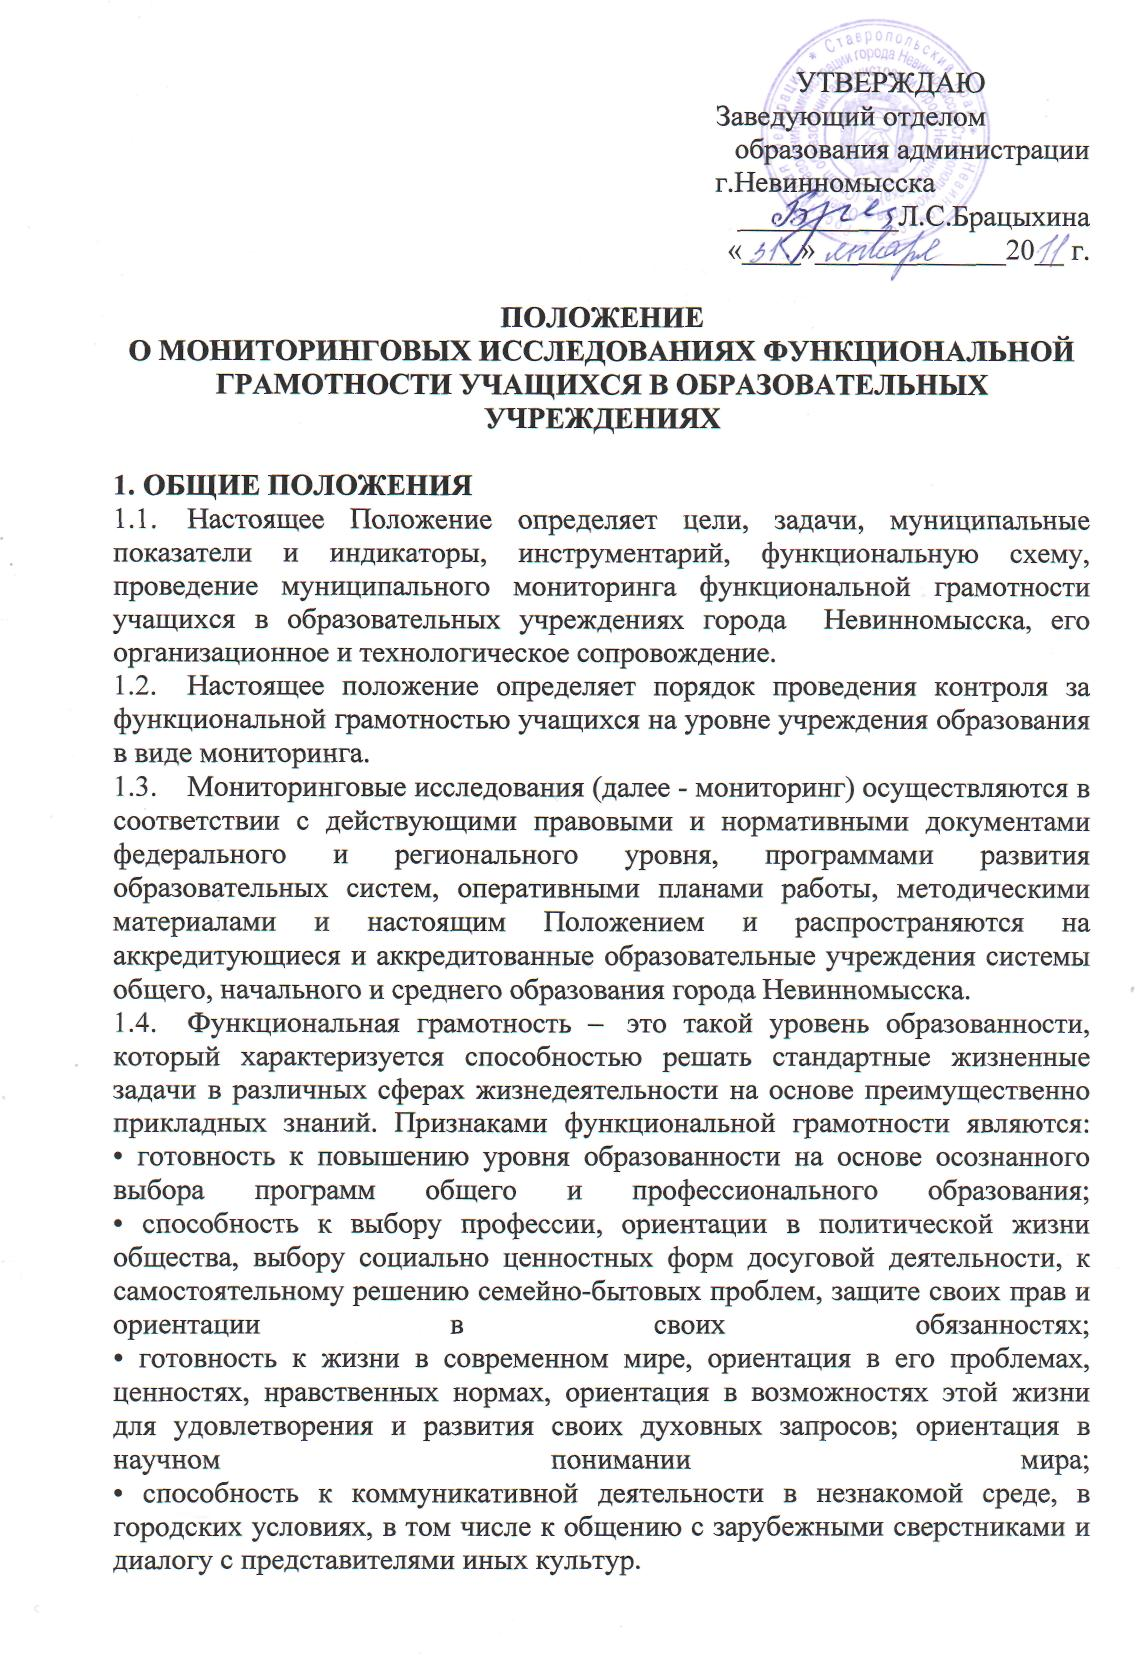 УТВЕРЖДАЮ
Заведующий отделом
образования администрации
г.Невинномысска
___________Л.С.Брацыхина
«31» января 2011 г.
ПОЛОЖЕНИЕ
О МОНИТОРИНГОВЫХ ИССЛЕДОВАНИЯХ ФУНКЦИОНАЛЬНОЙ
ГРАМОТНОСТИ УЧАЩИХСЯ В ОБРАЗОВАТЕЛЬНЫХ
УЧРЕЖДЕНИЯХ
1. ОБЩИЕ ПОЛОЖЕНИЯ
1.1. Настоящее Положение определяет цели, задачи, муниципальные
показатели и индикаторы, инструментарий, функциональную схему,
проведение муниципального мониторинга функциональной грамотности
учащихся в образовательных учреждениях города Невинномысска, его
организационное и технологическое сопровождение.
1.2. Настоящее положение определяет порядок проведения контроля за
функциональной грамотностью учащихся на уровне учреждения образования
в виде мониторинга.
1.3. Мониторинговые исследования (далее - мониторинг) осуществляются в
соответствии с действующими правовыми и нормативными документами
федерального и регионального уровня, программами развития
образовательных систем, оперативными планами работы, методическими
материалами и настоящим Положением и распространяются на
аккредитующиеся и аккредитованные образовательные учреждения системы
общего, начального и среднего образования города Невинномысска.
1.4. Функциональная грамотность – это такой уровень образованности,
который характеризуется способностью решать стандартные жизненные
задачи в различных сферах жизнедеятельности на основе преимущественно
прикладных знаний. Признаками функциональной грамотности являются:
• готовность к повышению уровня образованности на основе осознанного
выбора программ общего и профессионального образования;
• способность к выбору профессии, ориентации в политической жизни
общества, выбору социально ценностных форм досуговой деятельности, к
самостоятельному решению семейно-бытовых проблем, защите своих прав и
ориентации в своих обязанностях;
• готовность к жизни в современном мире, ориентация в его проблемах,
ценностях, нравственных нормах, ориентация в возможностях этой жизни
для удовлетворения и развития своих духовных запросов; ориентация в
научном понимании мира;
• способность к коммуникативной деятельности в незнакомой среде, в
городских условиях, в том числе к общению с зарубежными сверстниками и
диалогу с представителями иных культур.